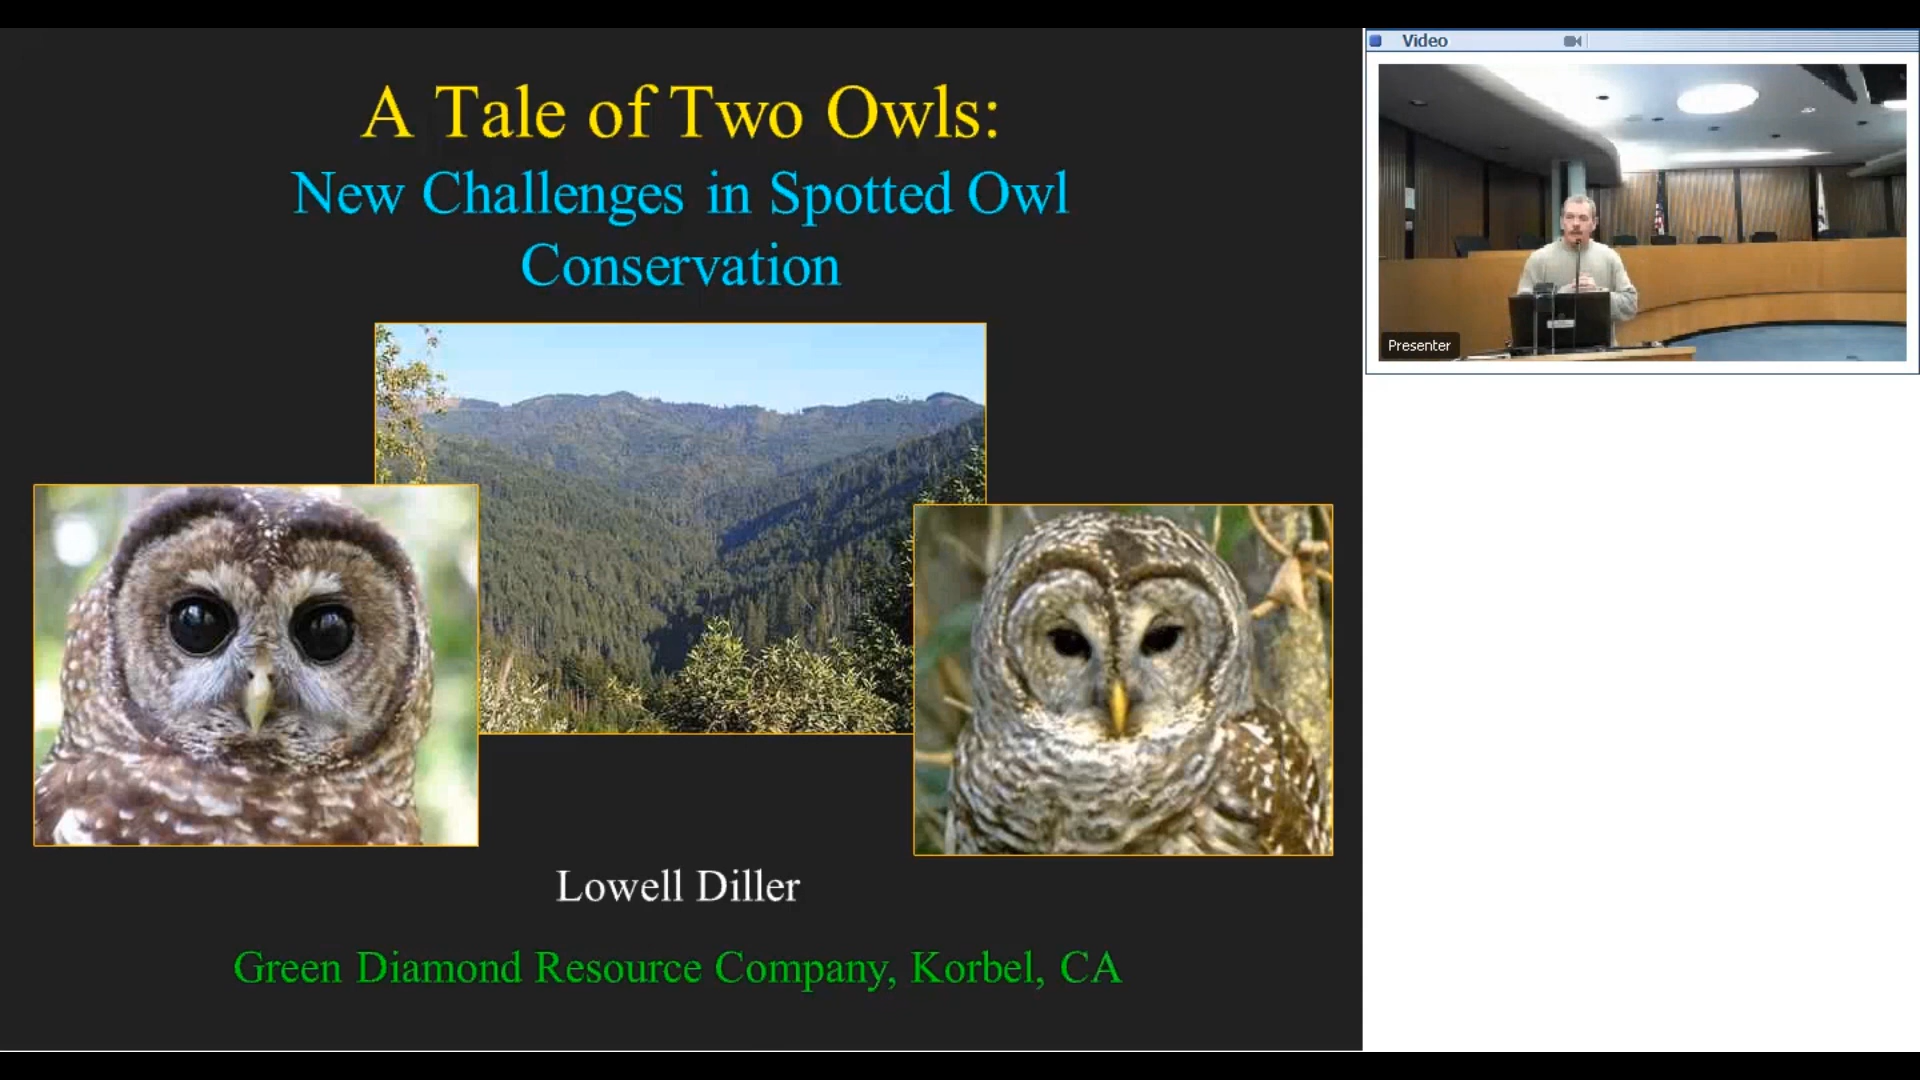 A Tale of Two Owls:
New Challenges in Spotted Owl
Conservation
Lowell Diller
Green Diamond Resource Company, Korbel, CA
Video
Presenter